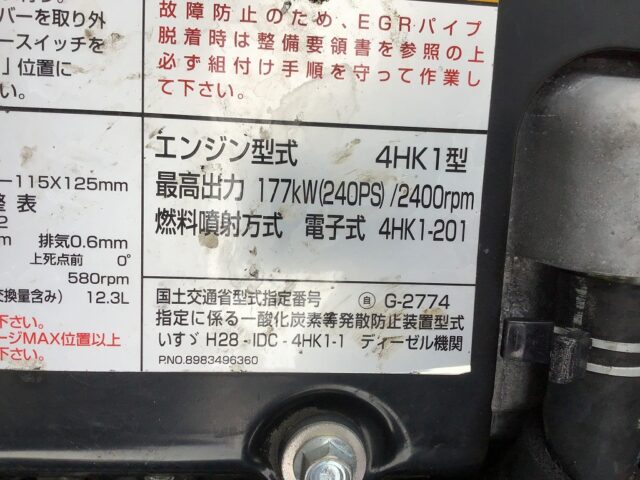 バーを取り外
ースイッチを
」位置に
さい。
故障防止のため、EGRパイプ
脱着時は整備要領書を参照の上
必ず組付け手順を守って作業し
て下さい。
ー115X125mm
整 表
2
m 排気0.6mm
上死点前 0°
580rpm
交換量含み) 12.3L
下さい。
ージMAX位置以上
下さい。
エンジン型式 4HK1型
最高出力 177kW(240PS)/2400rpm
燃料噴射方式 電子式 4HK1-201
国土交通省型式指定番号 自 G-2774
指定に係る一酸化炭素等発散防止装置型式
いすゞ H28-IDC-4HK1-1 ディーゼル機関
P.NO.8983496360